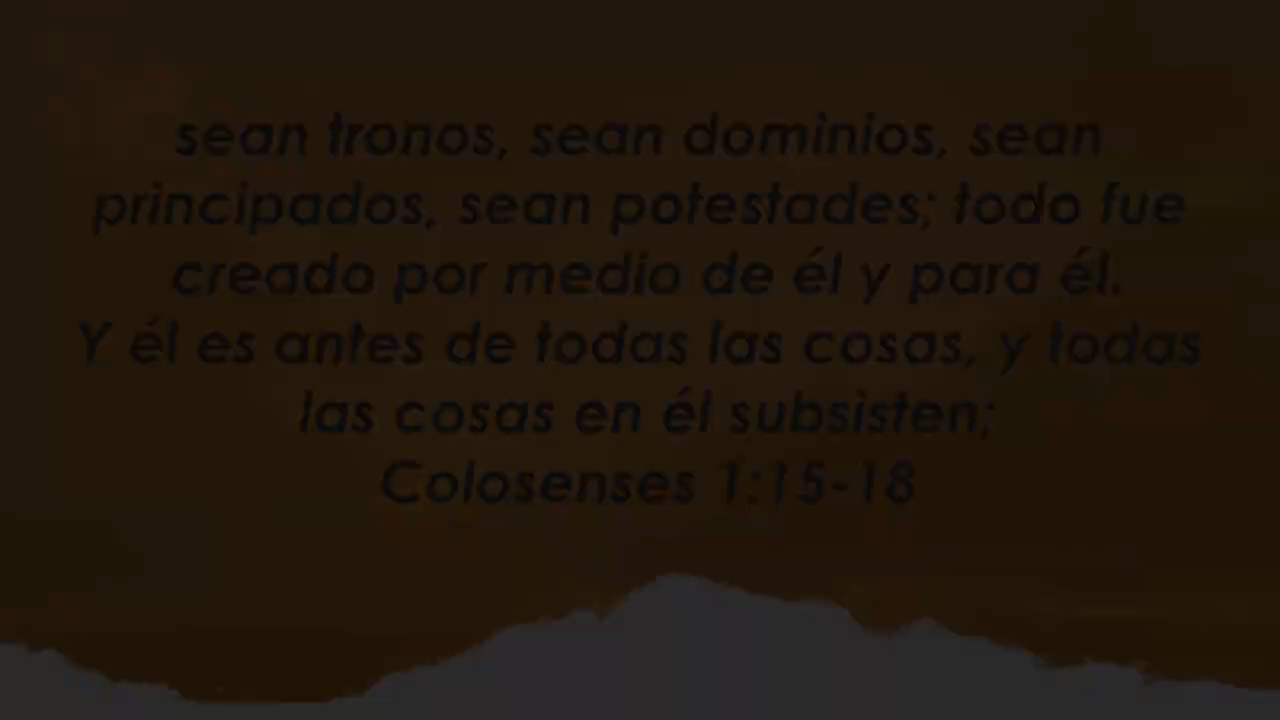 sean tronos, sean dominios, sean
principados, sean potestades; todo fue
creado por medio de él y para él.
Y él es antes de todas las cosas, y todas
las cosas en él subsisten;
Colosenses 1:15-18